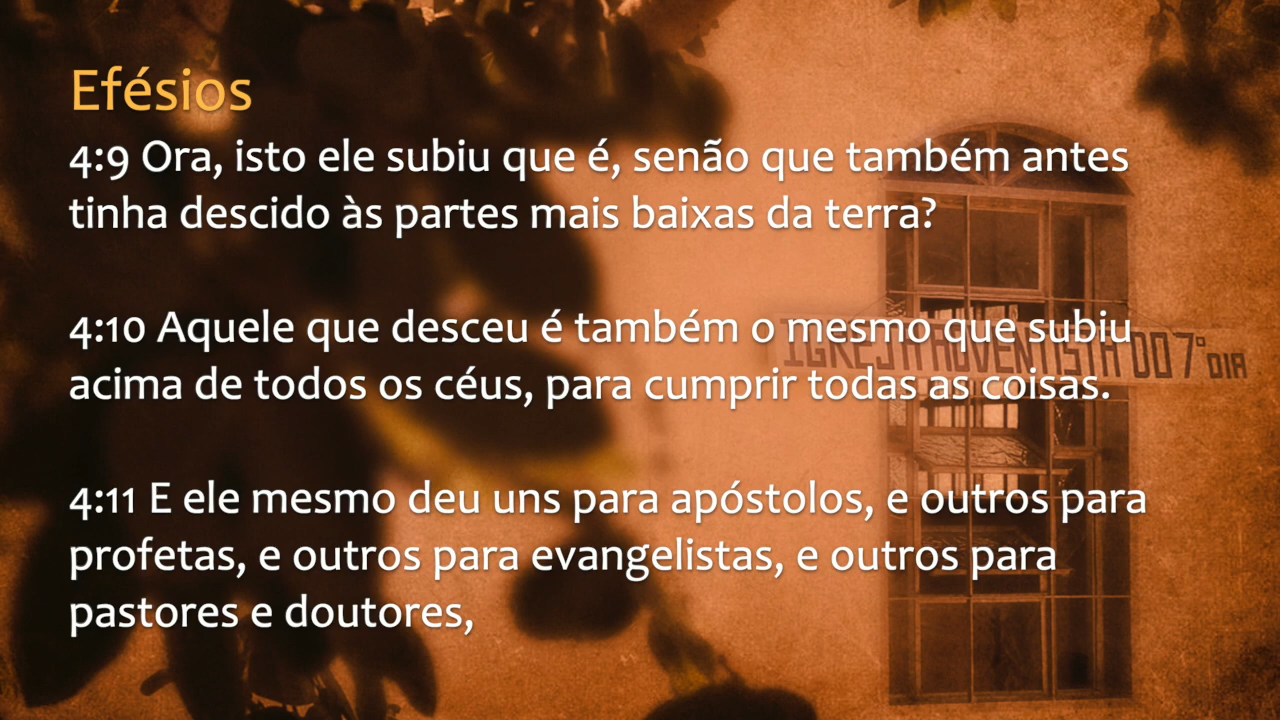 Efésios
4:9 Ora, isto ele subiu que é, senão que também antes
tinha descido às partes mais baixas da terra?
4:10 Aquele que desceu é também o mesmo que subiu
acima de todos os céus, para cumprir todas as coisas.
4:11 E ele mesmo deu uns para apóstolos, e outros para
profetas, e outros para evangelistas, e outros para
pastores e doutores,
IGREJA ADVENTISTA DO 7° DIA